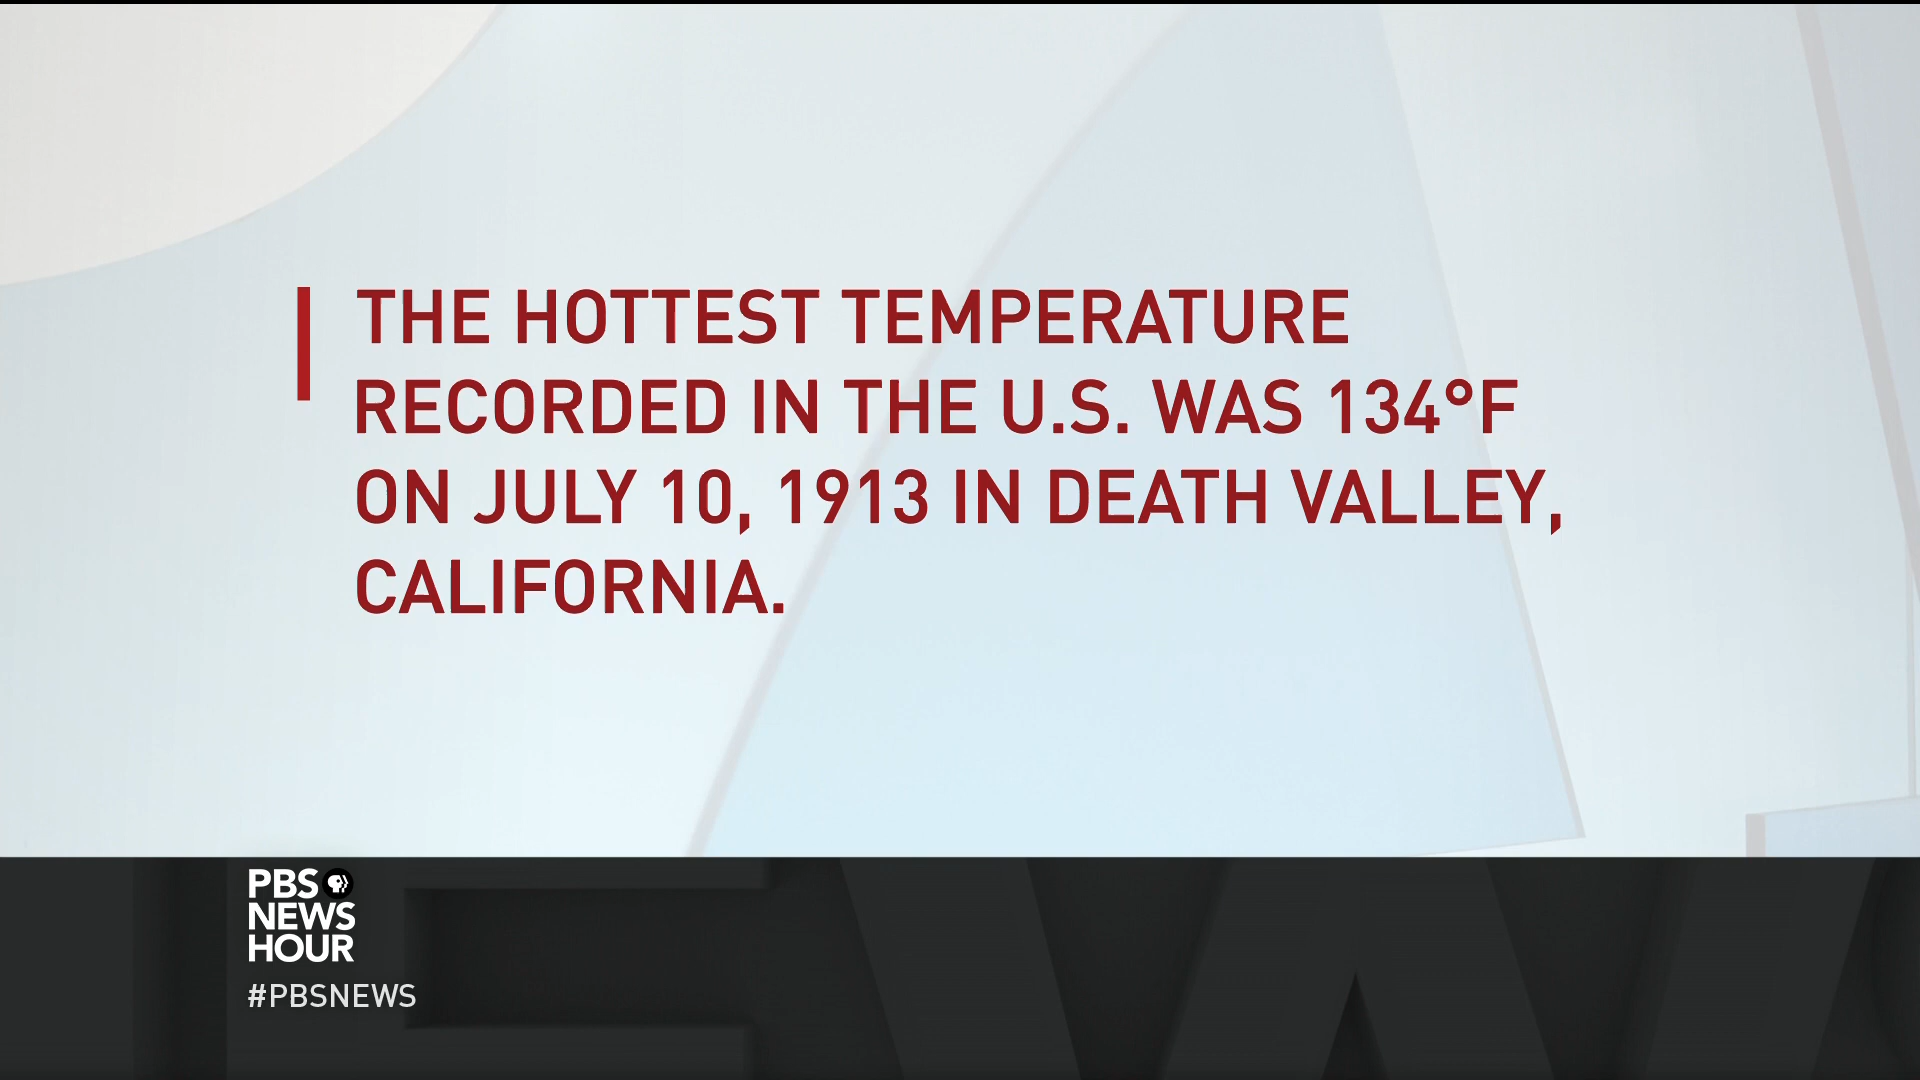 THE HOTTEST TEMPERATURE
RECORDED IN THE U.S. WAS 134°F
ON JULY 10, 1913 IN DEATH VALLEY,
CALIFORNIA.
PBS
NEWS
HOUR
#PBSNEWS